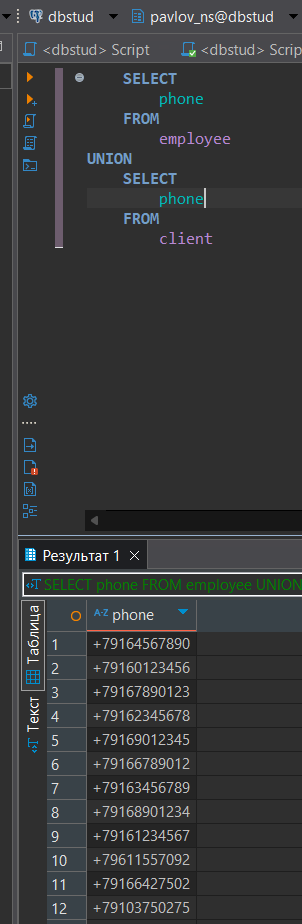 dbstud pavlov_ns@dbstud
<dbstud> Script <dbstud> Scrip
SELECT
phone
FROM
employee
UNION
SELECT
phone
FROM
client
Результат 1
SELECT phone FROM employee UNION
Таблица
Текст
A-Z phone
1 +79164567890
2 +79160123456
3 +79167890123
4 +79162345678
5 +79169012345
6 +79166789012
7 +79163456789
8 +79168901234
9 +79161234567
10 +79611557092
11 +79166427502
12 +79103750275